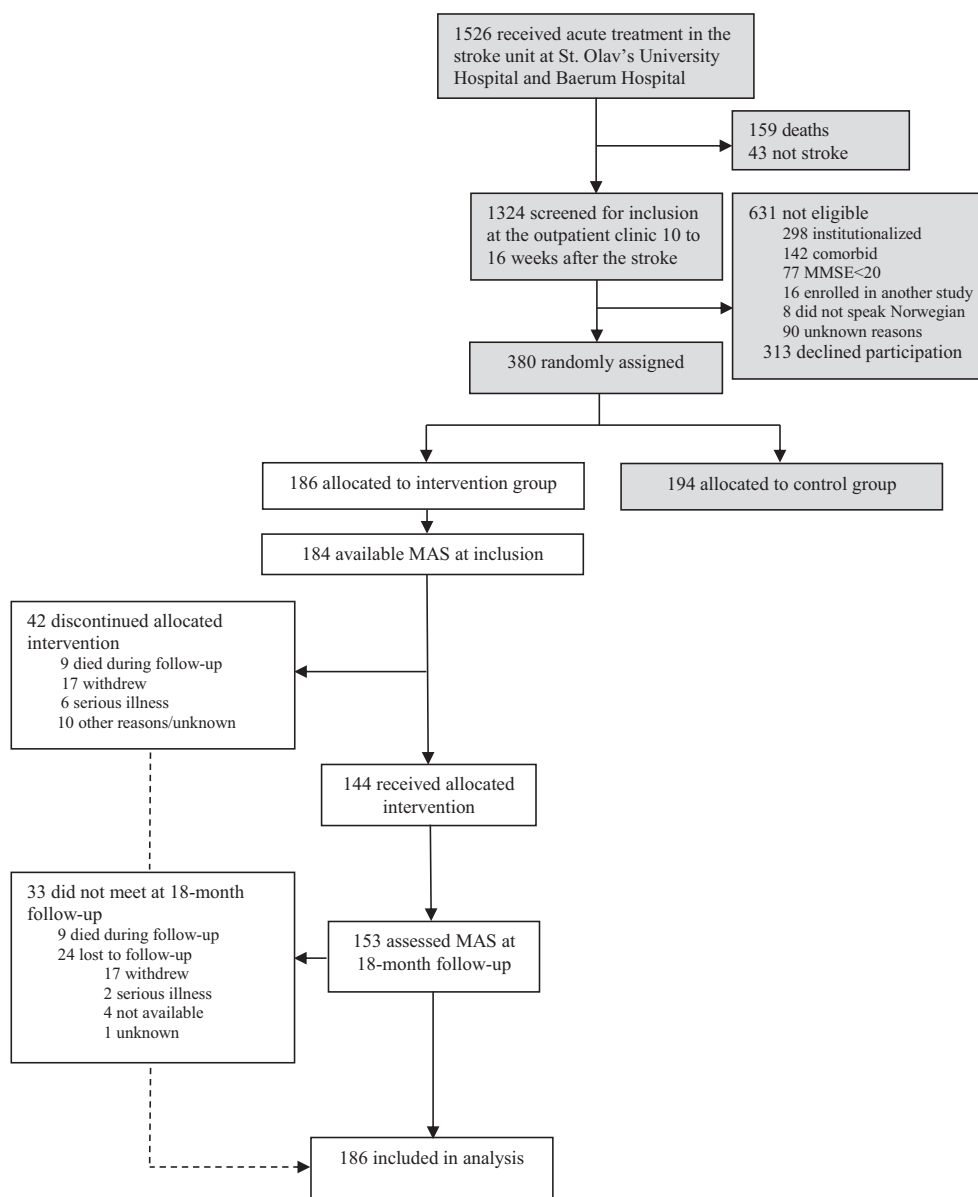 1526 received acute treatment in the
stroke unit at St. Olav's University
Hospital and Baerum Hospital
159 deaths
43 not stroke
1324 screened for inclusion
at the outpatient clinic 10 to
16 weeks after the stroke
631 not eligible
298 institutionalized
142 comorbid
77 MMSE<20
16 enrolled in another study
8 did not speak Norwegian
90 unknown reasons
313 declined participation
380 randomly assigned
186 allocated to intervention group
194 allocated to control group
184 available MAS at inclusion
42 discontinued allocated
intervention
9 died during follow-up
17 withdrew
6 serious illness
10 other reasons/unknown
144 received allocated
intervention
33 did not meet at 18-month
follow-up
9 died during follow-up
24 lost to follow-up
17 withdrew
2 serious illness
4 not available
1 unknown
153 assessed MAS at
18-month follow-up
186 included in analysis